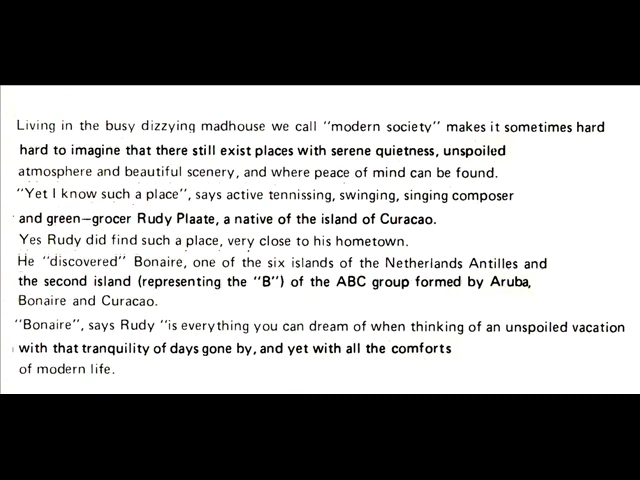 Living in the busy dizzying madhouse we call "modern society" makes it sometimes hard
hard to imagine that there still exist places with serene quietness, unspoiled
atmosphere and beautiful scenery, and where peace of mind can be found.
"Yet I know such a place", says active tennissing, swinging, singing composer
and green—grocer Rudy Plaate, a native of the island of Curacao.
Yes Rudy did find such a place, very close to his hometown.
He "discovered" Bonaire, one of the six islands of the Netherlands Antilles and
the second island (representing the "B") of the ABC group formed by Aruba,
Bonaire and Curacao.
"Bonaire", says Rudy "is everything you can dream of when thinking of an unspoiled vacation
with that tranquility of days gone by, and yet with all the comforts
of modern life.